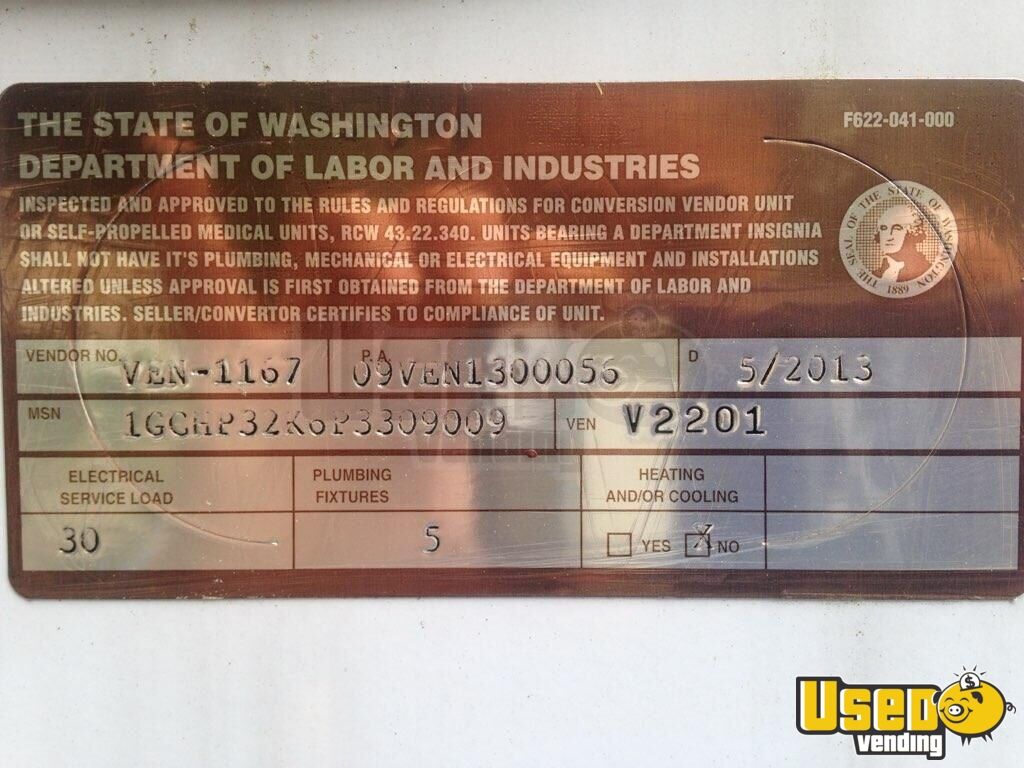 THE STATE OF WASHINGTON
F622-041-000
DEPARTMENT OF LABOR AND INDUSTRIES
INSPECTED AND APPROVED TO THE RULES AND REGULATIONS FOR CONVERSION VENDOR UNIT
OR SELF-PROPELLED MEDICAL UNITS, RCW 43.22.340. UNITS BEARING A DEPARTMENT INSIGNIA
SHALL NOT HAVE IT'S PLUMBING, MECHANICAL OR ELECTRICAL EQUIPMENT AND INSTALLATIONS
ALTERED UNLESS APPROVAL IS FIRST OBTAINED FROM THE DEPARTMENT OF LABOR AND
INDUSTRIES. SELLER/CONVERTOR CERTIFIES TO COMPLIANCE OF UNIT.
THE SEAL OF THE STATE OF WASHINGTON
1889
VENDOR NO. VEN-1167 P.A. 09VEN1300056 D 5/2013
MSN 1GCHP32K6P3309009 VEN V2201
ELECTRICAL
SERVICE LOAD
PLUMBING
FIXTURES
HEATING
AND/OR COOLING
30 5 YES X NO
USED
vending